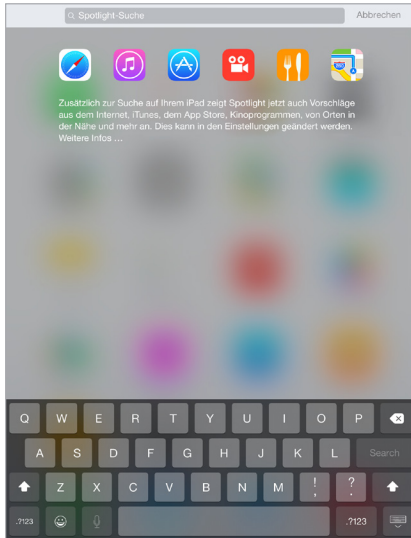 Spotlight-Suche Abbrechen
Zusätzlich zur Suche auf Ihrem iPad zeigt Spotlight jetzt auch Vorschläge
aus dem Internet, iTunes, dem App Store, Kinoprogrammen, von Orten in
der Nähe und mehr an. Dies kann in den Einstellungen geändert werden.
Weitere Infos ...
Q W E R T Y U I O P
A S D F G H J K L Search
Z X C V B N M ! , ? .
.?123 .?123